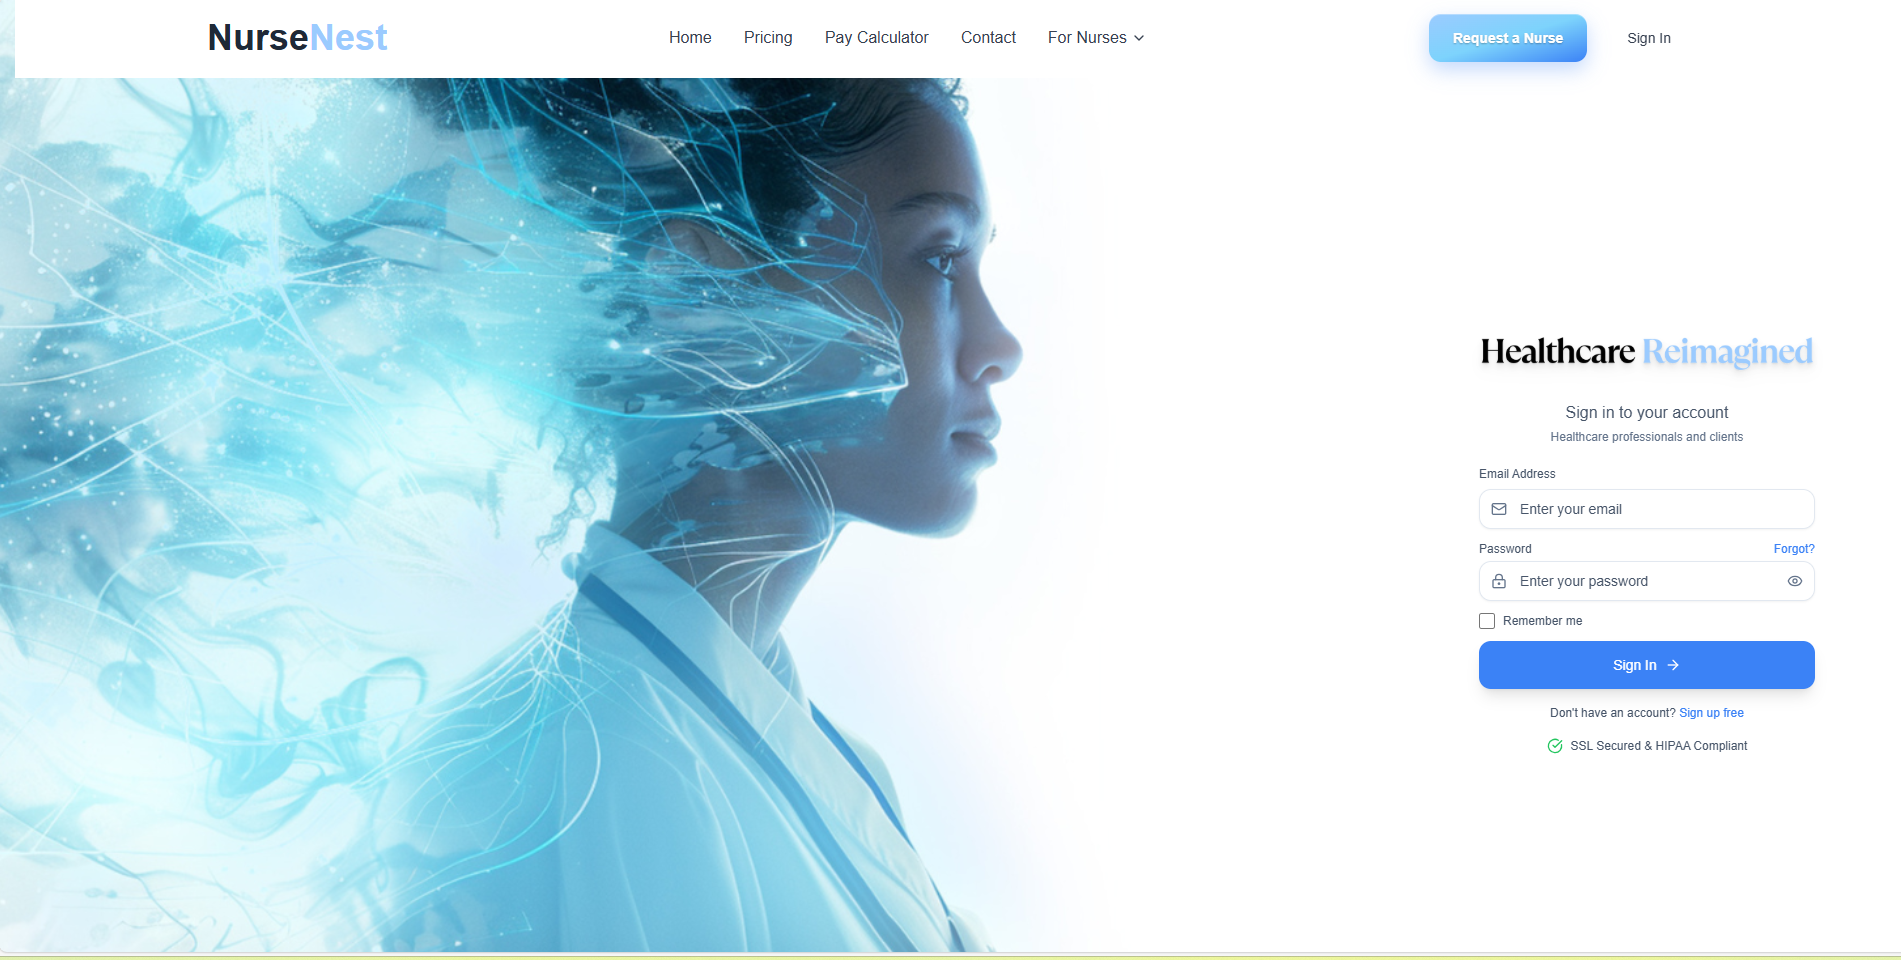 NurseNest
Home Pricing Pay Calculator Contact For Nurses
Request a Nurse
Sign In
Healthcare Reimagined
Sign in to your account
Healthcare professionals and clients
Email Address
Enter your email
Password Forgot?
Enter your password
Remember me
Sign In →
Don't have an account? Sign up free
SSL Secured & HIPAA Compliant